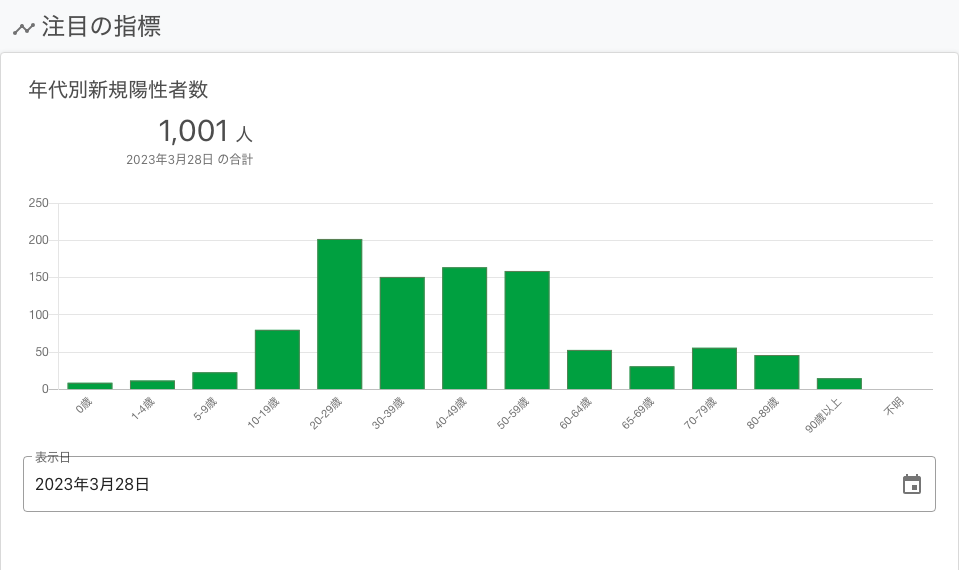 注目の指標
年代別新規陽性者数
1,001 人
2023年3月28日 の合計
250
200
150
100
50
0
0歳
1-4歳
5-9歳
10-19歳
20-29歳
30-39歳
40-49歳
50-59歳
60-64歳
65-69歳
70-79歳
80-89歳
90歳以上
不明
表示日
2023年3月28日